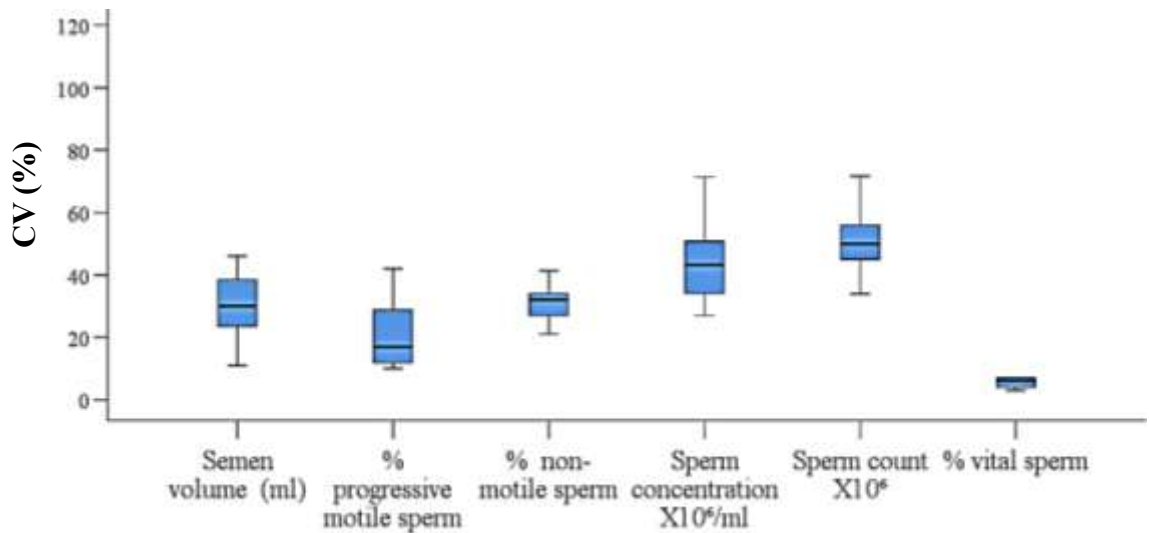 120
100
80
60
40
20
0
CV (%)
Semen
volume (ml)
%
progressive
motile sperm
% non-
motile sperm
Sperm
concentration
X10⁶/ml
Sperm count
X10⁶
% vital sperm